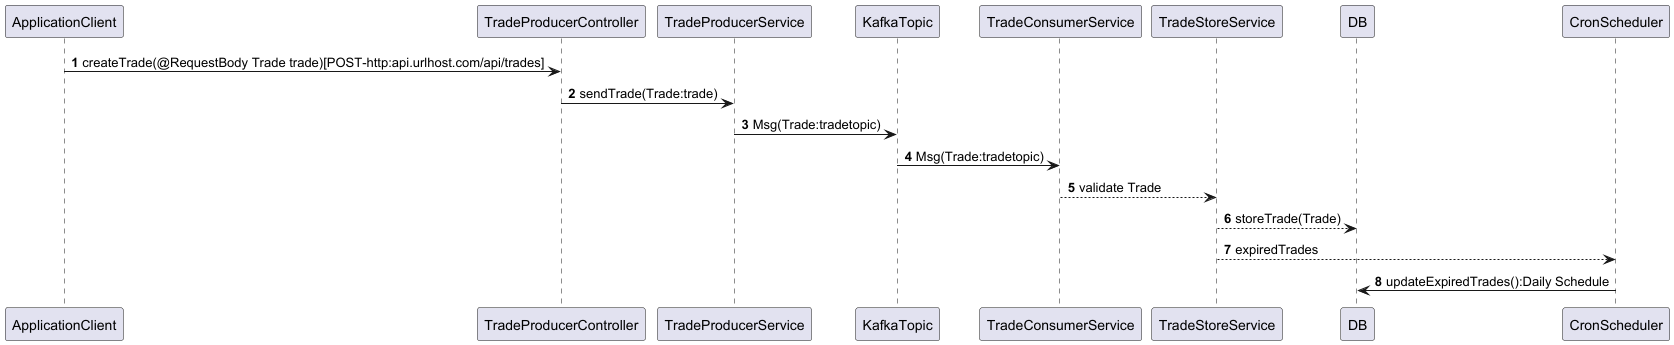 ApplicationClient
TradeProducerController
TradeProducerService
KafkaTopic
TradeConsumerService
TradeStoreService
DB
CronScheduler
1 createTrade(@RequestBody Trade trade)[POST-http:api.urlhost.com/api/trades]
2 sendTrade(Trade:trade)
3 Msg(Trade:tradetopic)
4 Msg(Trade:tradetopic)
5 validate Trade
6 storeTrade(Trade)
7 expiredTrades
8 updateExpiredTrades():Daily Schedule
ApplicationClient
TradeProducerController
TradeProducerService
KafkaTopic
TradeConsumerService
TradeStoreService
DB
CronScheduler